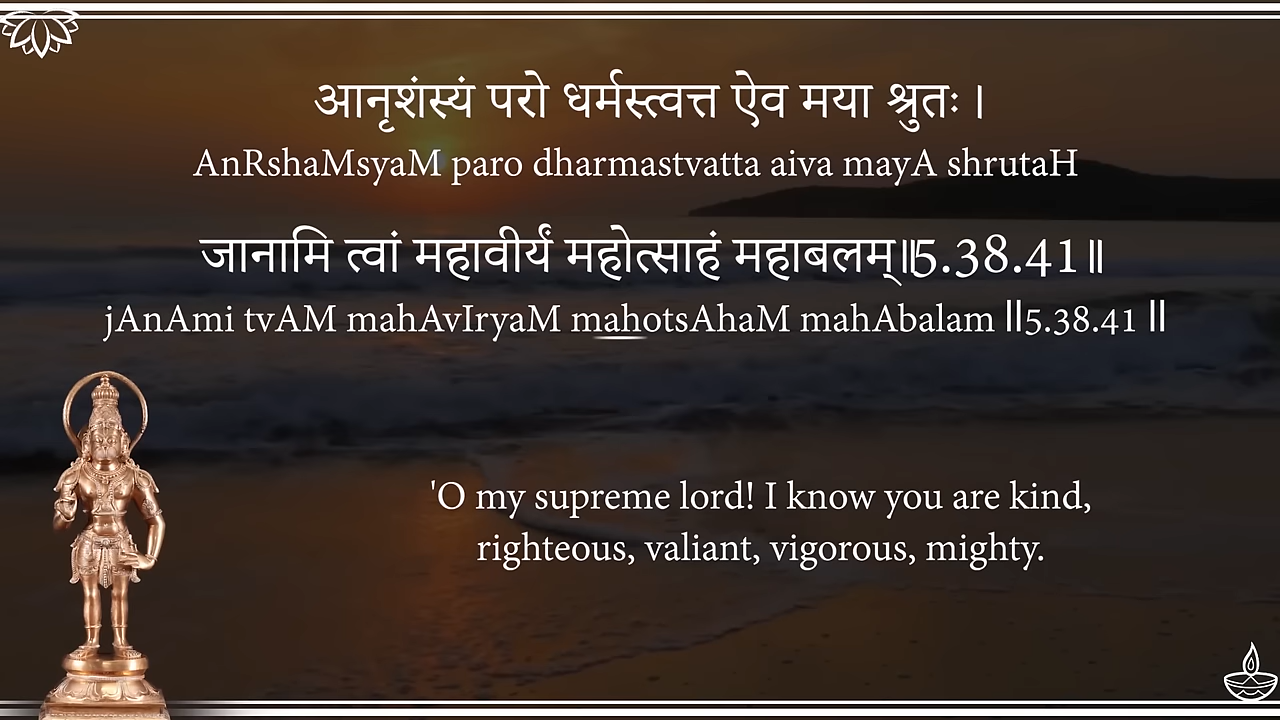 आनृशंस्यं परो धर्मस्त्वत्त ऐव मया श्रुतः ।
AnRshaMsyaM paro dharmastvatta aiva mayA shrutaH
जानामि त्वां महावीर्यं महोत्साहं महाबलम्॥5.38.41॥
jAnAmi tvAM mahAvIryaM mahotsAhaM mahAbalam ||5.38.41 ||
'O my supreme lord! I know you are kind,
righteous, valiant, vigorous, mighty.